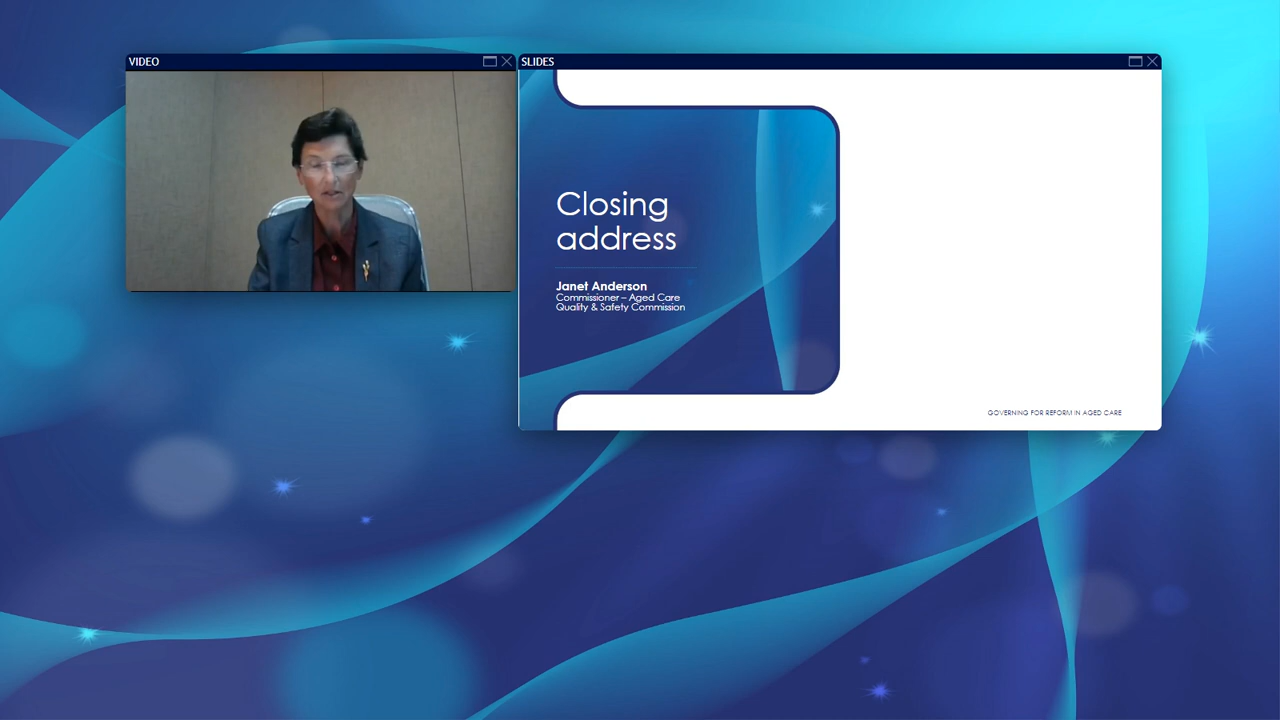 VIDEO
SLIDES
Closing
address
Janet Anderson
Commissioner – Aged Care
Quality & Safety Commission
GOVERNING FOR REFORM IN AGED CARE